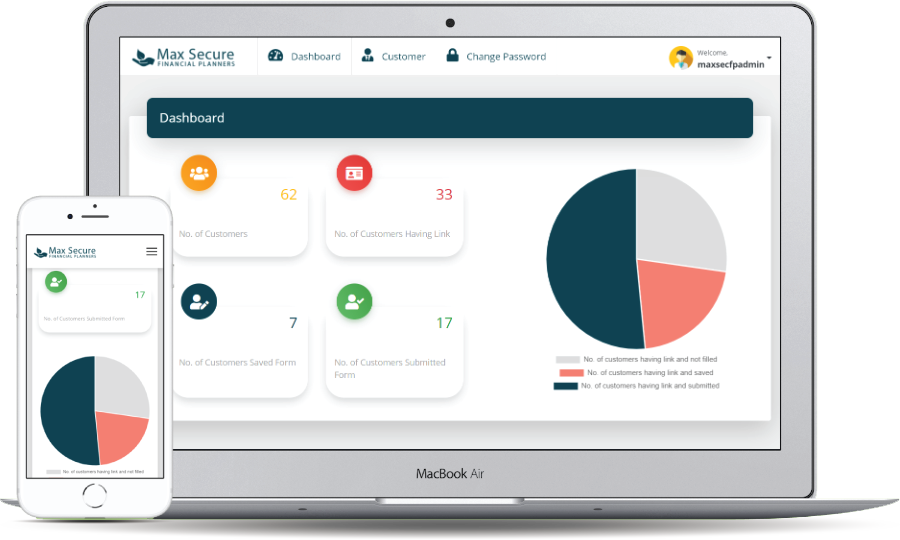 Max Secure
FINANCIAL PLANNERS
Dashboard
Customer
Change Password
Welcome,
maxsecfpadmin
Dashboard
62
No. of Customers
33
No. of Customers Having Link
7
No. of Customers Saved Form
17
No. of Customers Submitted
Form
No. of customers having link and not filled
No. of customers having link and saved
No. of customers having link and submitted
MacBook Air
Max Secure
FINANCIAL PLANNERS
17
No. of Customers Submitted Form
No. of customers having link and not filled